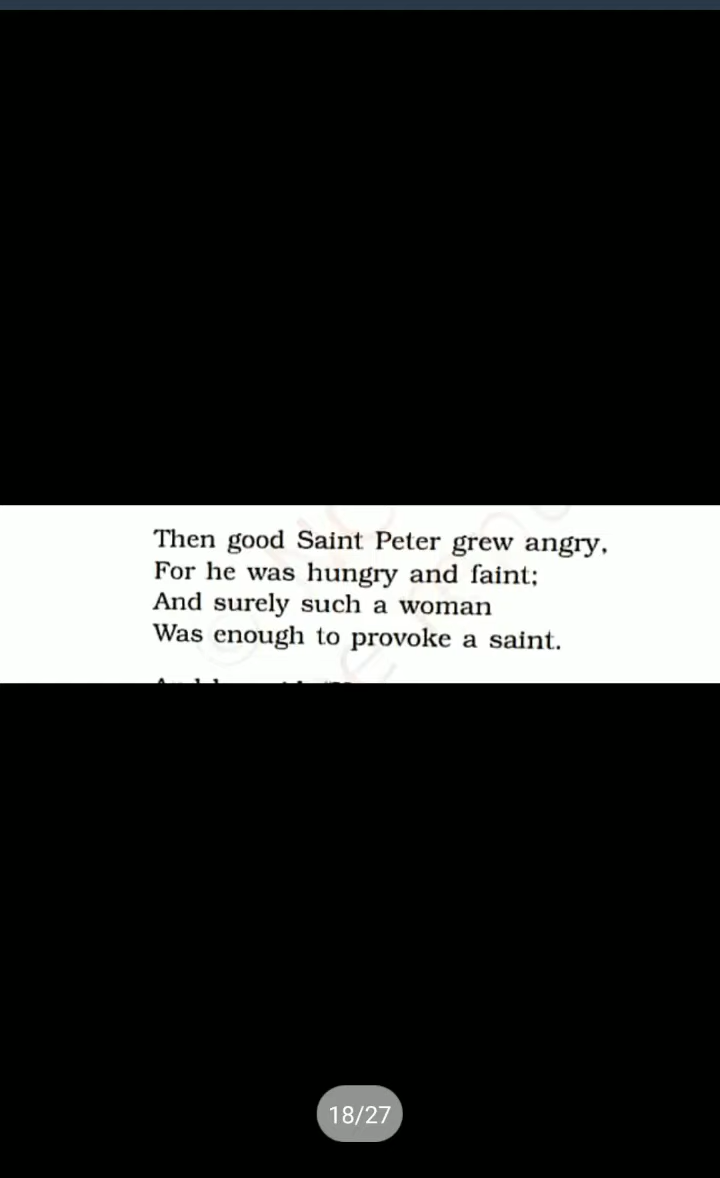 Then good Saint Peter grew angry,
For he was hungry and faint;
And surely such a woman
Was enough to provoke a saint.
18/27